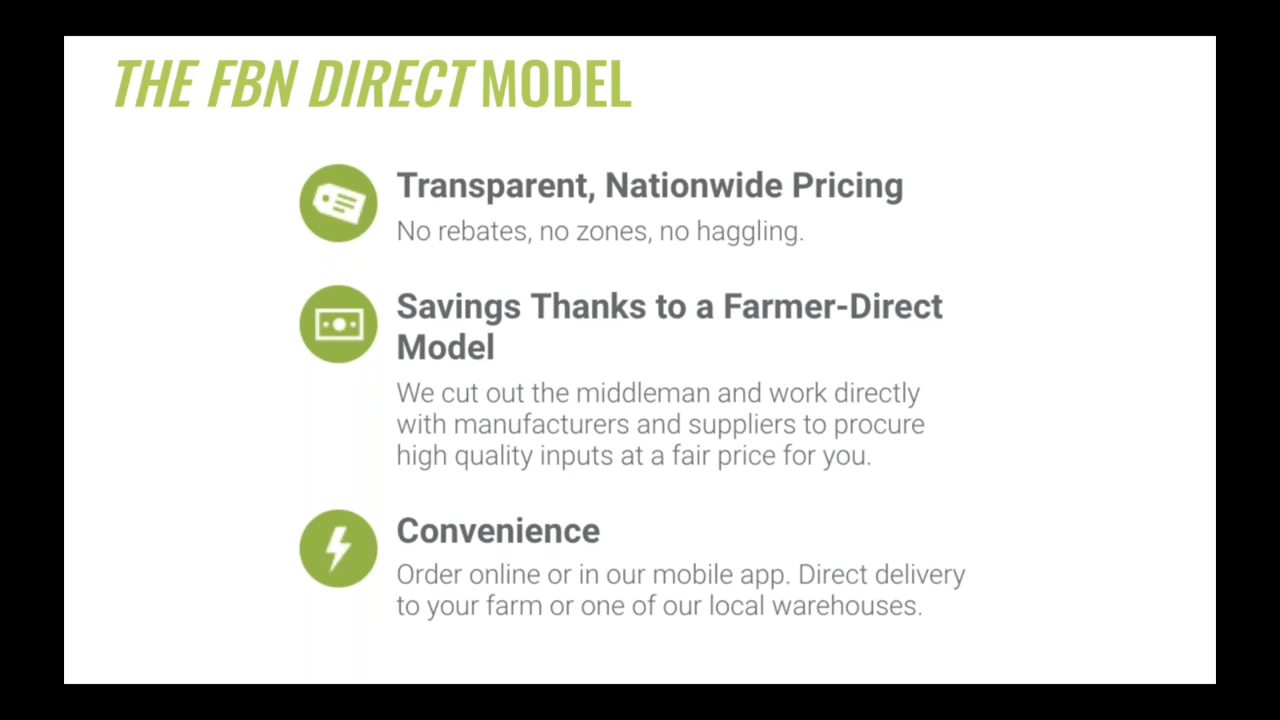 THE FBN DIRECT MODEL
Transparent, Nationwide Pricing
No rebates, no zones, no haggling.
Savings Thanks to a Farmer-Direct
Model
We cut out the middleman and work directly
with manufacturers and suppliers to procure
high quality inputs at a fair price for you.
Convenience
Order online or in our mobile app. Direct delivery
to your farm or one of our local warehouses.